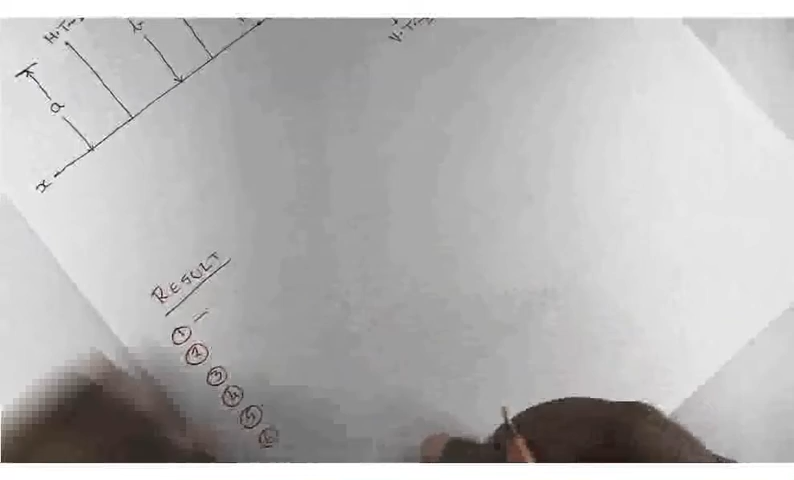 H.T
a
x
V.T
RESULT
① —
②
③
④
⑤
⑥